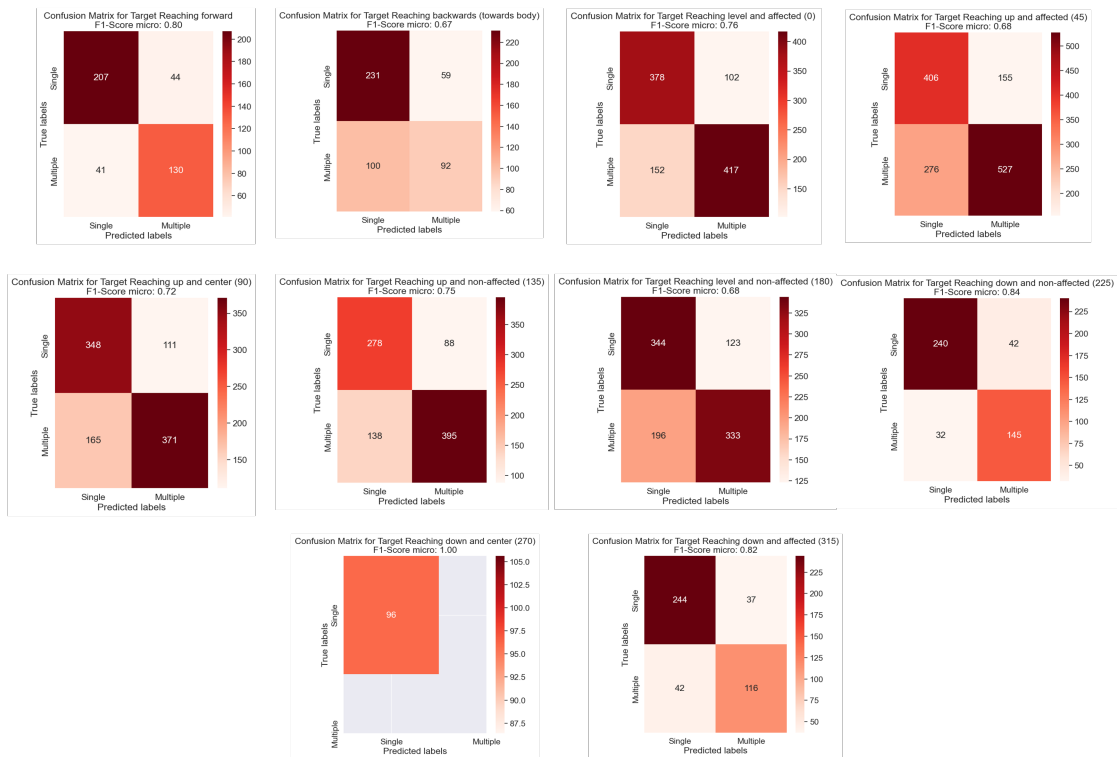 Confusion Matrix for Target Reaching forward
F1-Score micro: 0.80
207
44
41
130
Single
Multiple
True labels
Single
Multiple
Predicted labels
200
180
160
140
120
100
80
60
Confusion Matrix for Target Reaching backwards (towards body)
F1-Score micro: 0.67
231
59
100
92
Single
Multiple
True labels
Single
Multiple
Predicted labels
220
200
180
160
140
120
100
80
60
Confusion Matrix for Target Reaching level and affected (0)
F1-Score micro: 0.76
378
102
152
417
Single
Multiple
True labels
Single
Multiple
Predicted labels
400
350
300
250
200
150
Confusion Matrix for Target Reaching up and affected (45)
F1-Score micro: 0.68
406
155
276
527
Single
Multiple
True labels
Single
Multiple
Predicted labels
500
450
400
350
300
250
200
Confusion Matrix for Target Reaching up and center (90)
F1-Score micro: 0.72
348
111
165
371
Single
Multiple
True labels
Single
Multiple
Predicted labels
350
300
250
200
150
Confusion Matrix for Target Reaching up and non-affected (135)
F1-Score micro: 0.75
278
88
138
395
Single
Multiple
True labels
Single
Multiple
Predicted labels
350
300
250
200
150
100
Confusion Matrix for Target Reaching level and non-affected (180)
F1-Score micro: 0.68
344
123
196
333
Single
Multiple
True labels
Single
Multiple
Predicted labels
325
300
275
250
225
200
175
150
125
Confusion Matrix for Target Reaching down and non-affected (225)
F1-Score micro: 0.84
240
42
32
145
Single
Multiple
True labels
Single
Multiple
Predicted labels
225
200
175
150
125
100
75
50
Confusion Matrix for Target Reaching down and center (270)
F1-Score micro: 1.00
96
Single
Multiple
True labels
Single
Multiple
Predicted labels
105.0
102.5
100.0
97.5
95.0
92.5
90.0
87.5
Confusion Matrix for Target Reaching down and affected (315)
F1-Score micro: 0.82
244
37
42
116
Single
Multiple
True labels
Single
Multiple
Predicted labels
225
200
175
150
125
100
75
50